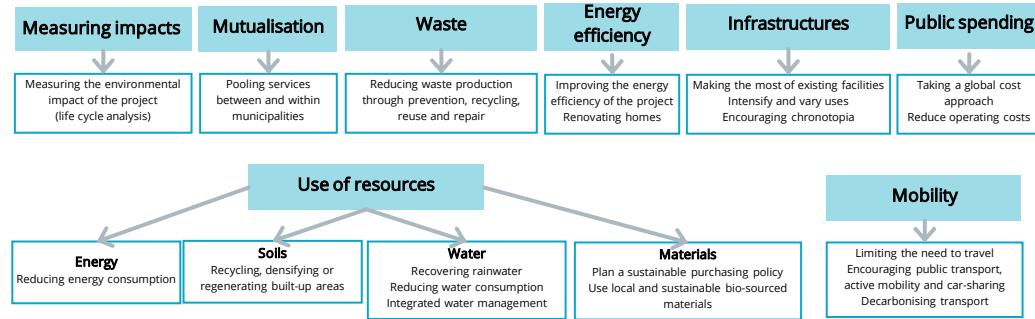 Measuring impacts
Mutualisation
Waste
Energy
efficiency
Infrastructures
Public spending
Measuring the environmental
impact of the project
(life cycle analysis)
Pooling services
between and within
municipalities
Reducing waste production
through prevention, recycling,
reuse and repair
Improving the energy
efficiency of the project
Renovating homes
Making the most of existing facilities
Intensify and vary uses
Encouraging chronotopia
Taking a global cost
approach
Reduce operating costs
Use of resources
Mobility
Energy
Reducing energy consumption
Soils
Recycling, densifying or
regenerating built-up areas
Water
Recovering rainwater
Reducing water consumption
Integrated water management
Materials
Plan a sustainable purchasing policy
Use local and sustainable bio-sourced
materials
Limiting the need to travel
Encouraging public transport,
active mobility and car-sharing
Decarbonising transport